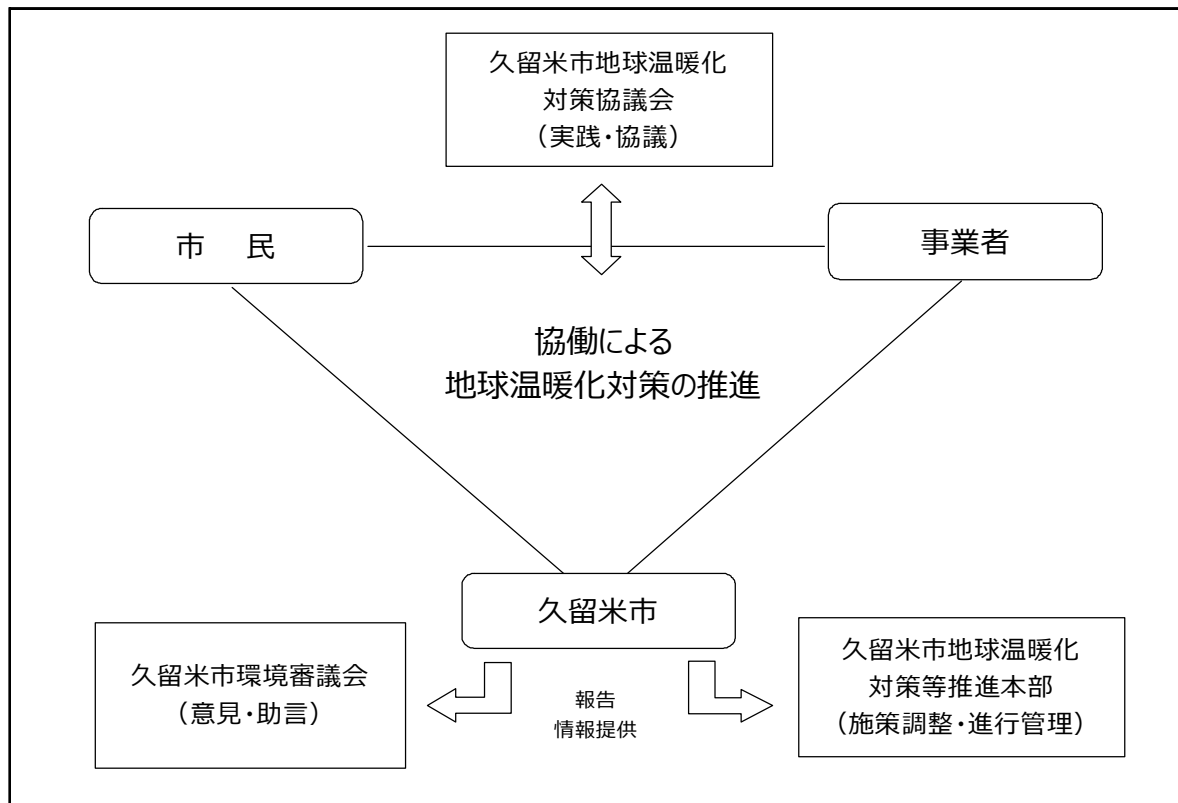 久留米市地球温暖化
対策協議会
（実践・協議）
市　民
事業者
協働による
地球温暖化対策の推進
久留米市
久留米市環境審議会
（意見・助言）
報告
情報提供
久留米市地球温暖化
対策等推進本部
（施策調整・進行管理）